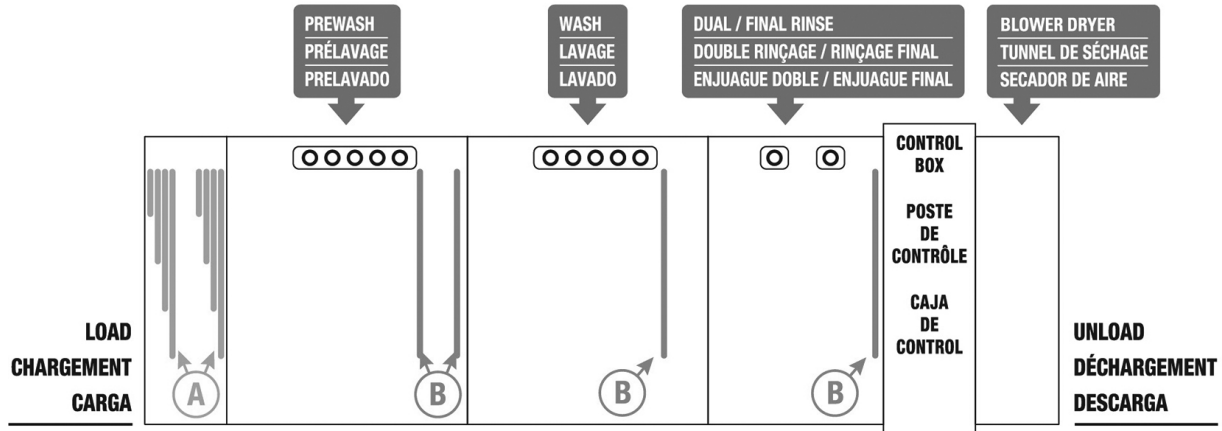 PREWASH
PRÉLAVAGE
PRELAVADO
WASH
LAVAGE
LAVADO
DUAL / FINAL RINSE
DOUBLE RINÇAGE / RINÇAGE FINAL
ENJUAGUE DOBLE / ENJUAGUE FINAL
BLOWER DRYER
TUNNEL DE SÉCHAGE
SECADOR DE AIRE
CONTROL
BOX
POSTE
DE
CONTRÔLE
CAJA
DE
CONTROL
LOAD
CHARGEMENT
CARGA
A
B
B
B
UNLOAD
DÉCHARGEMENT
DESCARGA